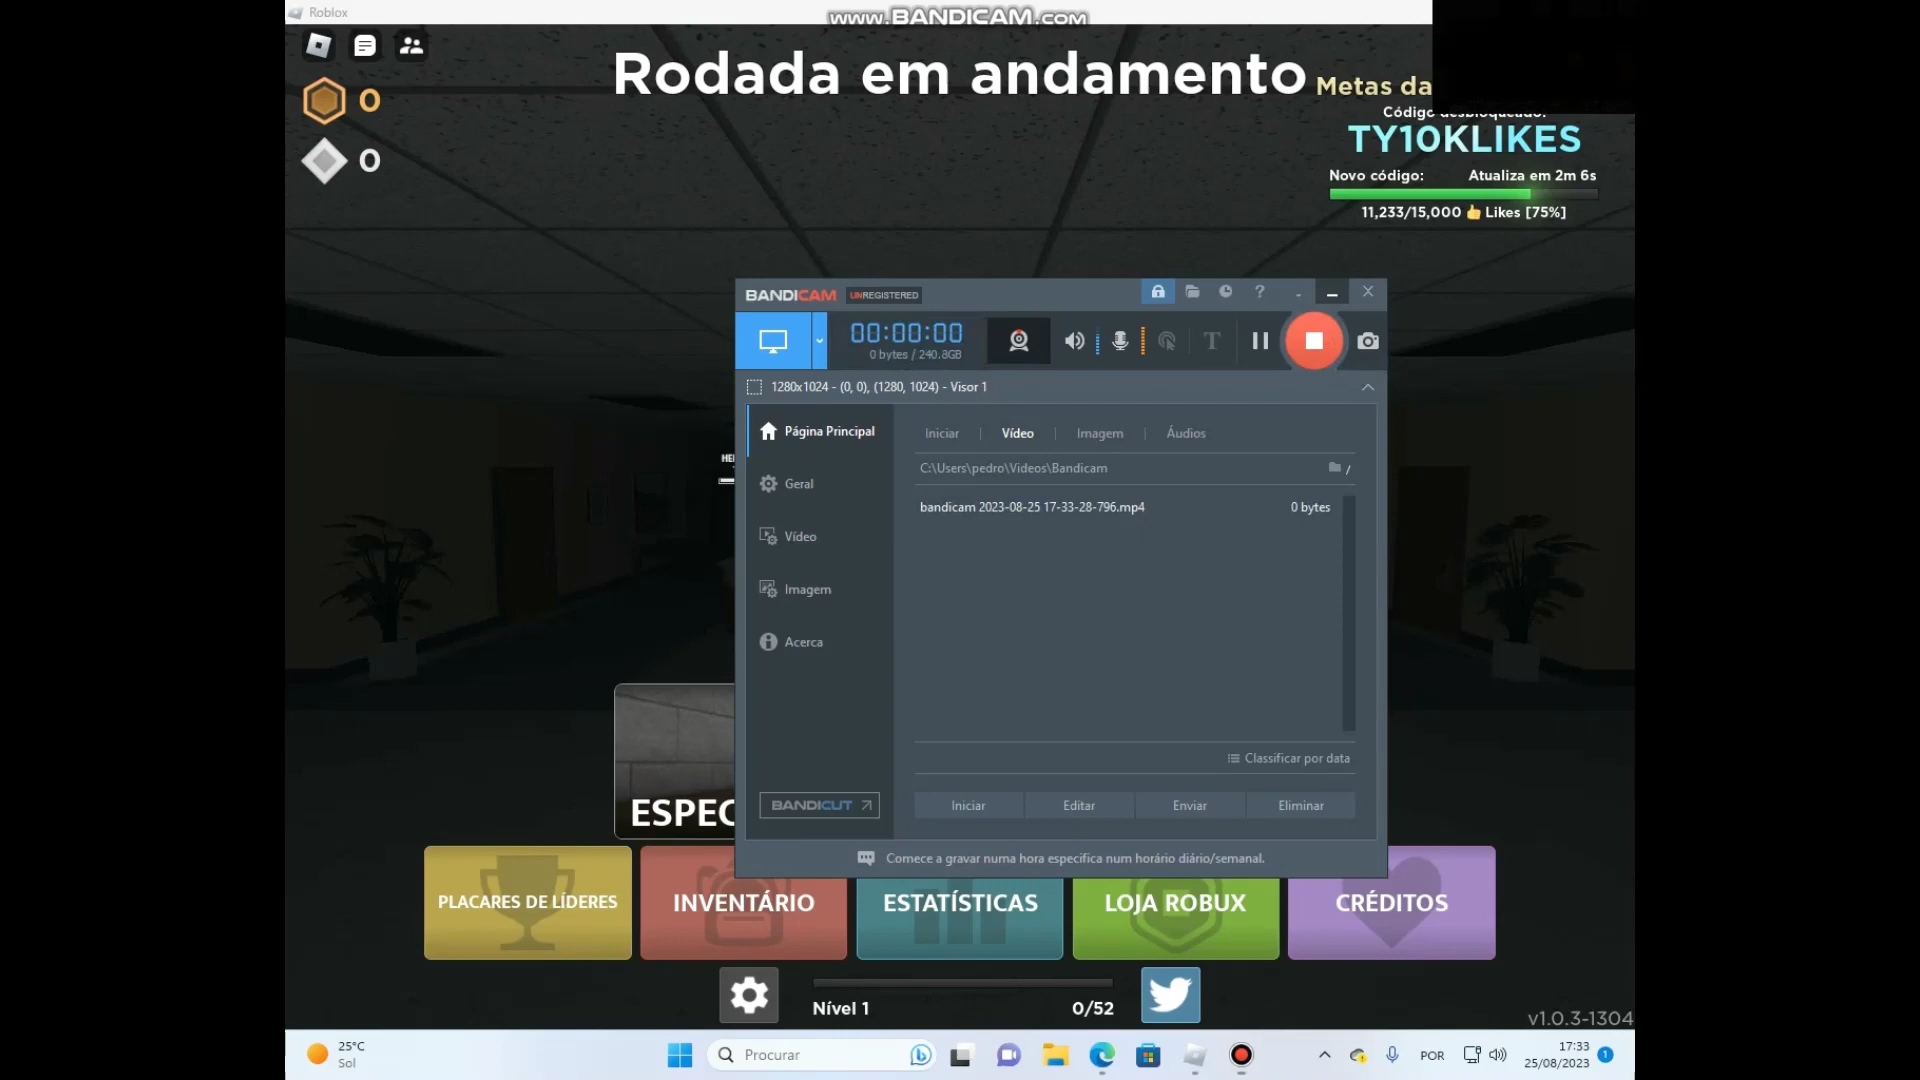 Roblox
www.BANDICAM.com
0
0
Rodada em andamento
Metas da
Código desbloqueado:
TY10KLIKES
Novo código: Atualiza em 2m 6s
11,233/15,000 Likes [75%]
BANDICAM UNREGISTERED
00:00:00
0 bytes / 240.8GB
1280x1024 - (0, 0), (1280, 1024) - Visor 1
Página Principal
Geral
Vídeo
Imagem
Acerca
BANDICUT
Iniciar Vídeo Imagem Áudios
C:\Users\pedro\Videos\Bandicam
bandicam 2023-08-25 17-33-28-796.mp4 0 bytes
Classificar por data
Iniciar Editar Enviar Eliminar
Comece a gravar numa hora específica num horário diário/semanal.
ESPEC
PLACARES DE LÍDERES
INVENTÁRIO
ESTATÍSTICAS
LOJA ROBUX
CRÉDITOS
Nível 1 0/52
v1.0.3-1304
25°C
Sol
Procurar
POR
17:33
25/08/2023
1